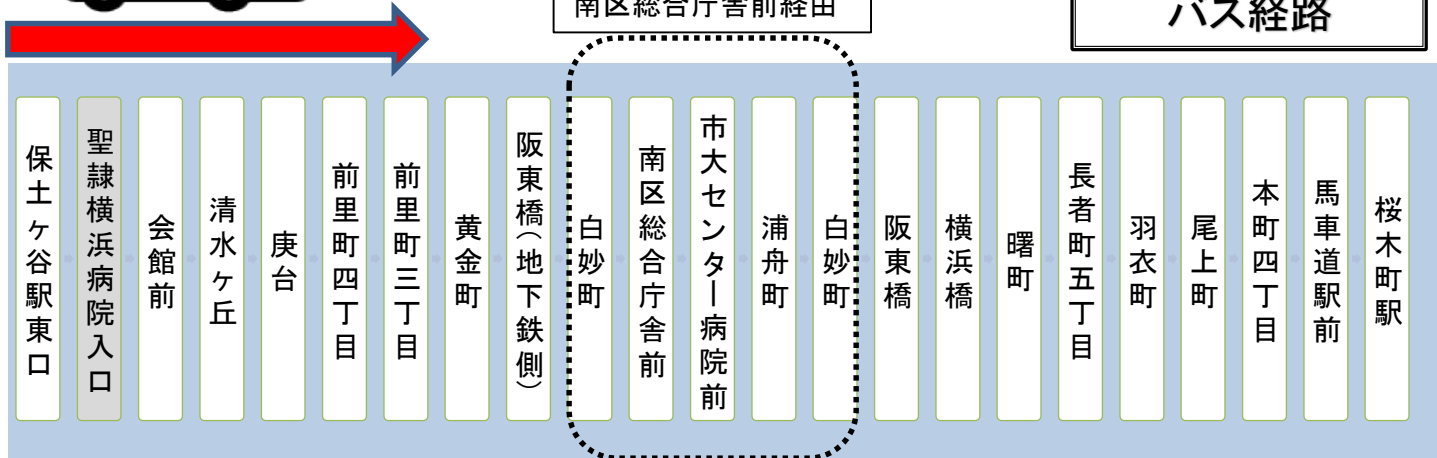 南区総合庁舎前経由
バス経路
保土ヶ谷駅東口
聖隷横浜病院入口
会館前
清水ヶ丘
庚台
前里町四丁目
前里町三丁目
黄金町
阪東橋（地下鉄側）
白妙町
南区総合庁舎前
市大センター病院前
浦舟町
白妙町
阪東橋
横浜橋
曙町
長者町五丁目
羽衣町
尾上町
本町四丁目
馬車道駅前
桜木町駅